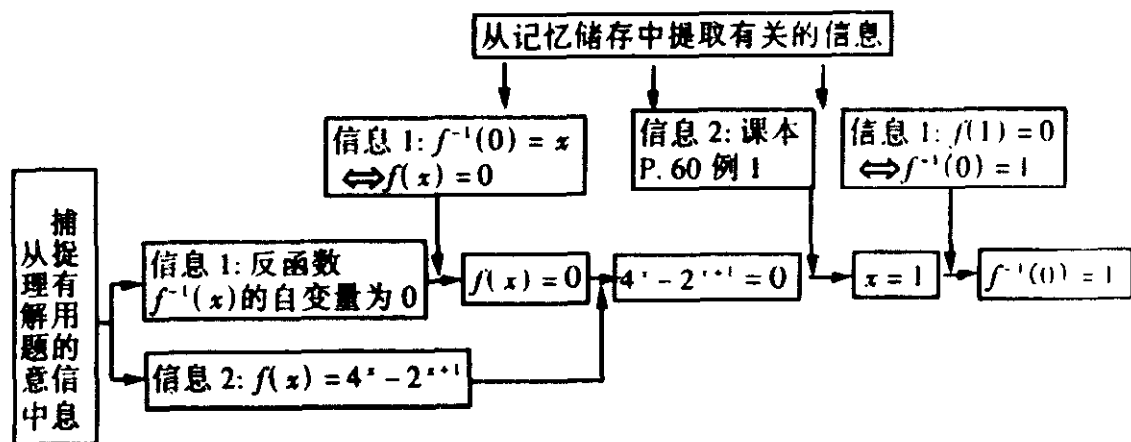 从记忆储存中提取有关的信息
信息 1: f⁻¹(0) = x
⟺f(x) = 0
信息 2: 课本
P. 60 例 1
信息 1: f(1) = 0
⟺f⁻¹(0) = 1
从理解题意中
捕捉有用的信息
信息 1: 反函数
f⁻¹(x)的自变量为 0
f(x) = 0
4ˣ − 2ˣ⁺¹ = 0
x = 1
f⁻¹(0) = 1
信息 2: f(x) = 4ˣ − 2ˣ⁺¹